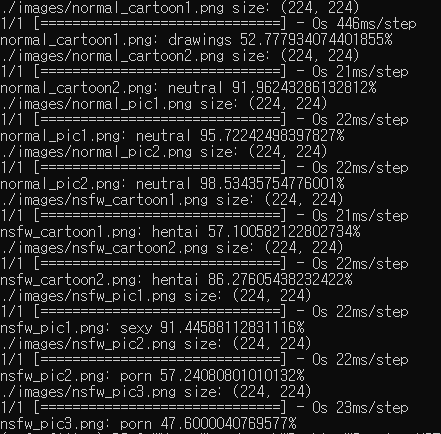 ./images/normal_cartoon1.png size: (224, 224)
1/1 [==============================] - 0s 446ms/step
normal_cartoon1.png: drawings 52.777934074401855%
./images/normal_cartoon2.png size: (224, 224)
1/1 [==============================] - 0s 21ms/step
normal_cartoon2.png: neutral 91.96243286132812%
./images/normal_pic1.png size: (224, 224)
1/1 [==============================] - 0s 22ms/step
normal_pic1.png: neutral 95.72242498397827%
./images/normal_pic2.png size: (224, 224)
1/1 [==============================] - 0s 22ms/step
normal_pic2.png: neutral 98.53435754776001%
./images/nsfw_cartoon1.png size: (224, 224)
1/1 [==============================] - 0s 21ms/step
nsfw_cartoon1.png: hentai 57.100582122802734%
./images/nsfw_cartoon2.png size: (224, 224)
1/1 [==============================] - 0s 22ms/step
nsfw_cartoon2.png: hentai 86.27605438232422%
./images/nsfw_pic1.png size: (224, 224)
1/1 [==============================] - 0s 22ms/step
nsfw_pic1.png: sexy 91.44588112831116%
./images/nsfw_pic2.png size: (224, 224)
1/1 [==============================] - 0s 22ms/step
nsfw_pic2.png: porn 57.24080801010132%
./images/nsfw_pic3.png size: (224, 224)
1/1 [==============================] - 0s 23ms/step
nsfw_pic3.png: porn 47.6000040769577%